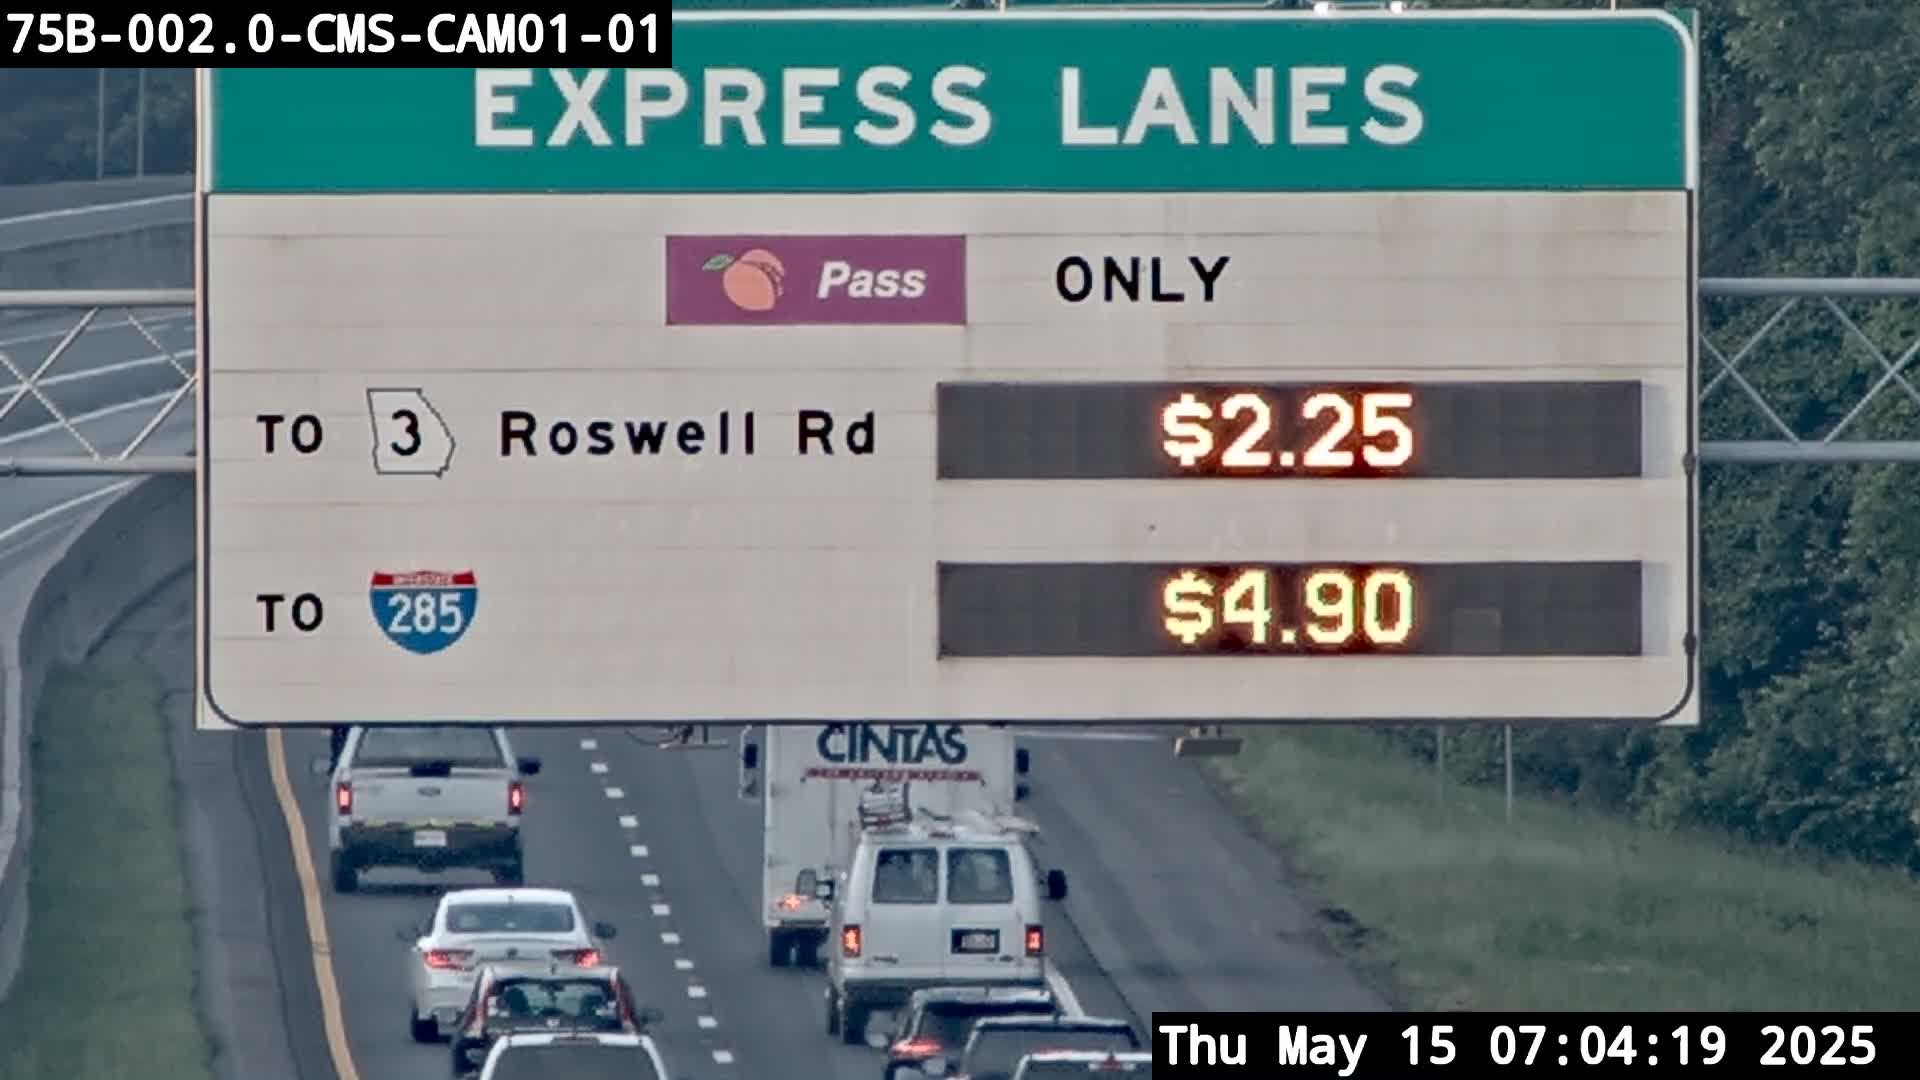 75B-002.0-CMS-CAM01-01
EXPRESS LANES
Pass ONLY
TO 3 Roswell Rd $2.25
TO INTERSTATE 285 $4.90
CINTAS
Thu May 15 07:04:19 2025